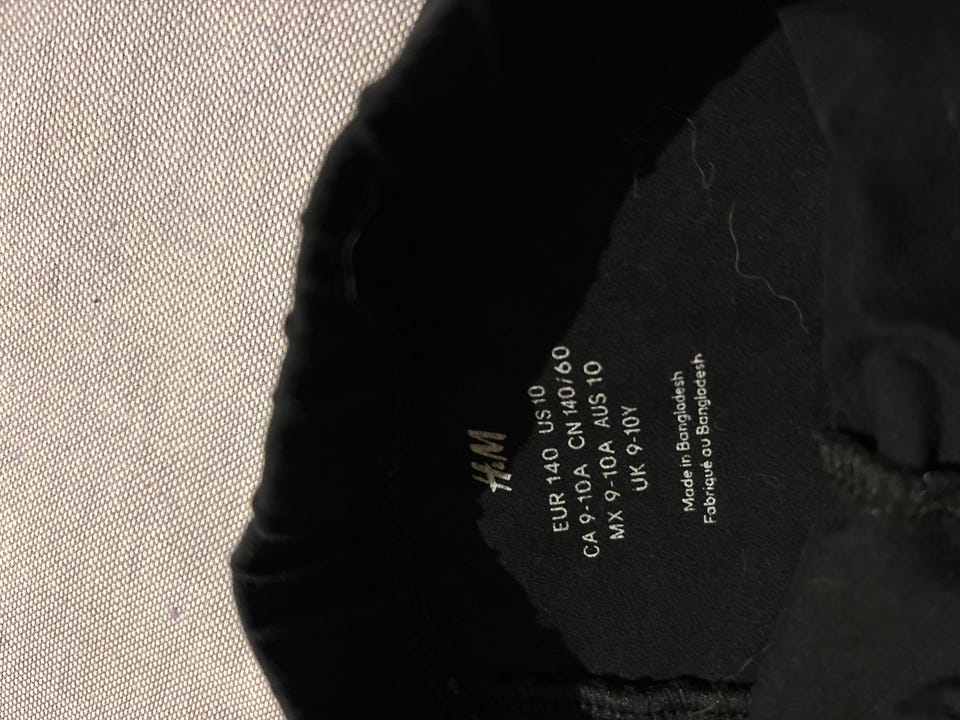 H&M
EUR 140 US 10
CA 9-10A CN 140/60
MX 9-10A AUS 10
UK 9-10Y
Made in Bangladesh
Fabriqué au Bangladesh